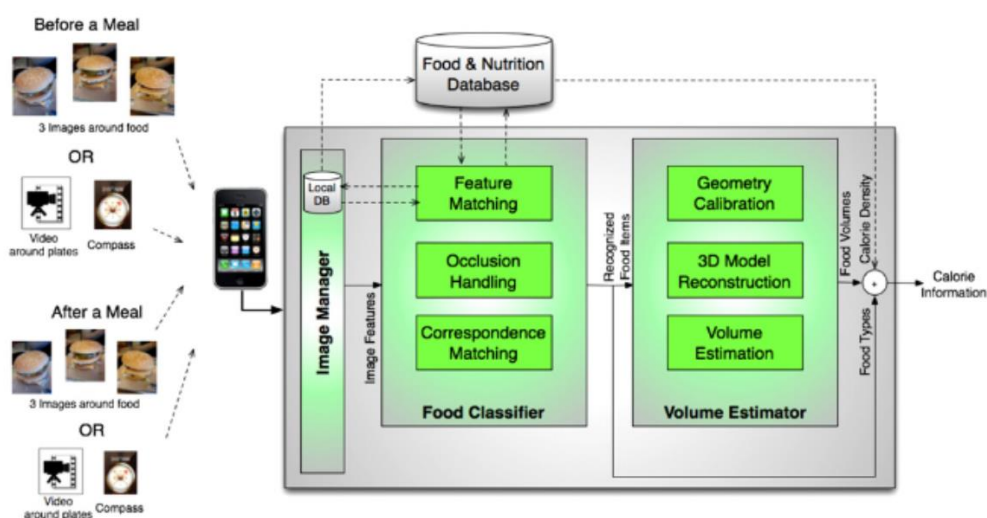 Before a Meal
3 Images around food
OR
Video
around plates
Compass
After a Meal
3 Images around food
OR
Video
around plates
Compass
Food & Nutrition
Database
Image Manager
Local
DB
Image Features
Feature
Matching
Occlusion
Handling
Correspondence
Matching
Food Classifier
Recognized
Food Items
Geometry
Calibration
3D Model
Reconstruction
Volume
Estimation
Volume Estimator
Food Volumes
Calorie Density
Food Types
Calorie
Information